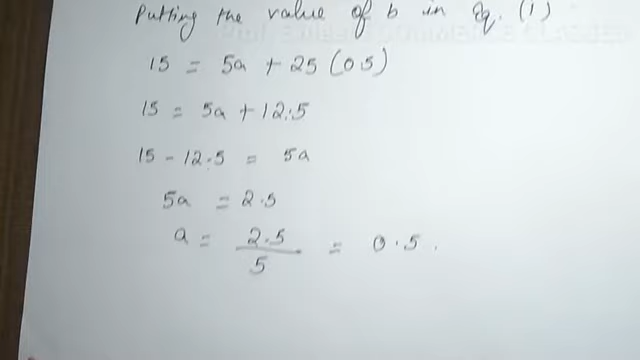 Putting the value of b in Eq. (1)
15 = 5a + 25 (0.5)
15 = 5a + 12.5
15 - 12.5 = 5a
5a = 2.5
a = 2.5/5 = 0.5.